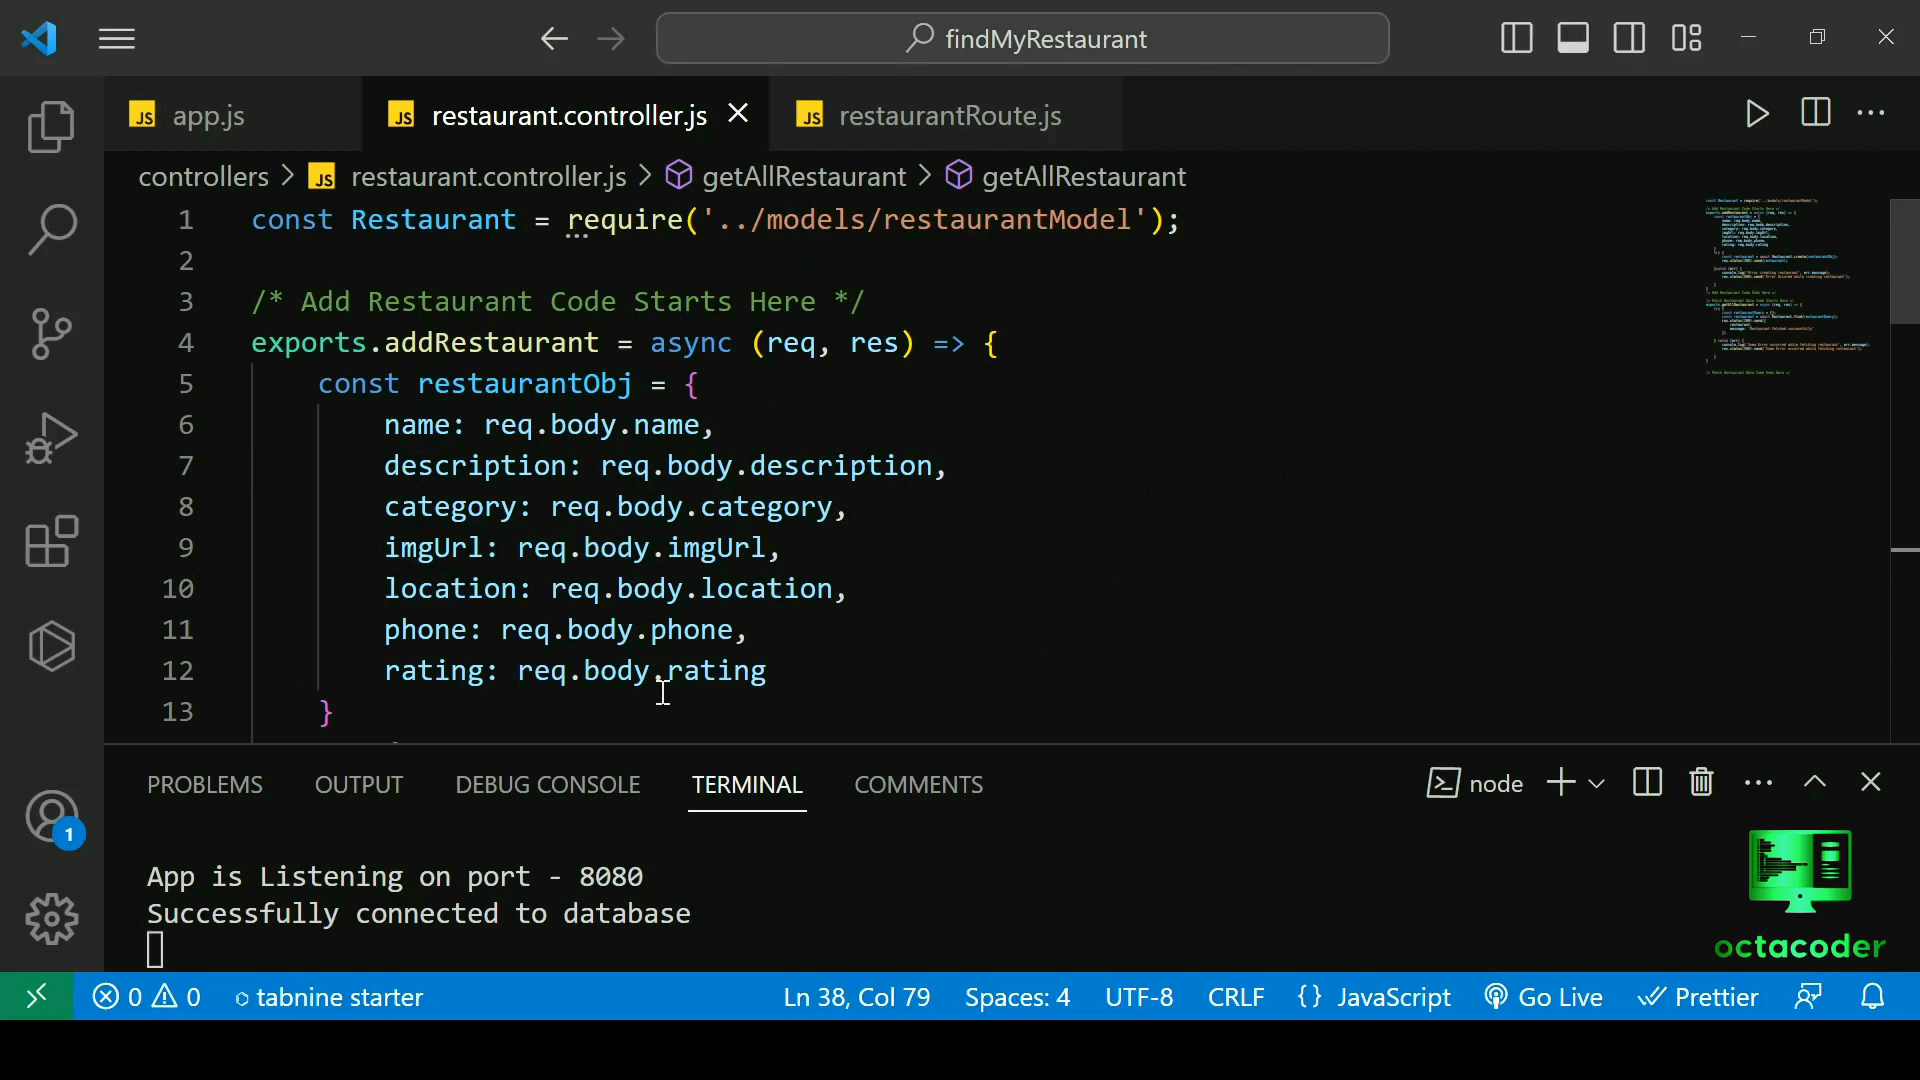 findMyRestaurant
JS app.js JS restaurant.controller.js JS restaurantRoute.js
controllers > JS restaurant.controller.js > getAllRestaurant > getAllRestaurant
1 const Restaurant = require('../models/restaurantModel');
2
3 /* Add Restaurant Code Starts Here */
4 exports.addRestaurant = async (req, res) => {
5 const restaurantObj = {
6 name: req.body.name,
7 description: req.body.description,
8 category: req.body.category,
9 imgUrl: req.body.imgUrl,
10 location: req.body.location,
11 phone: req.body.phone,
12 rating: req.body.rating
13 }
PROBLEMS OUTPUT DEBUG CONSOLE TERMINAL COMMENTS node
App is Listening on port - 8080
Successfully connected to database
octacoder
1
0 0 tabnine starter Ln 38, Col 79 Spaces: 4 UTF-8 CRLF {} JavaScript Go Live Prettier